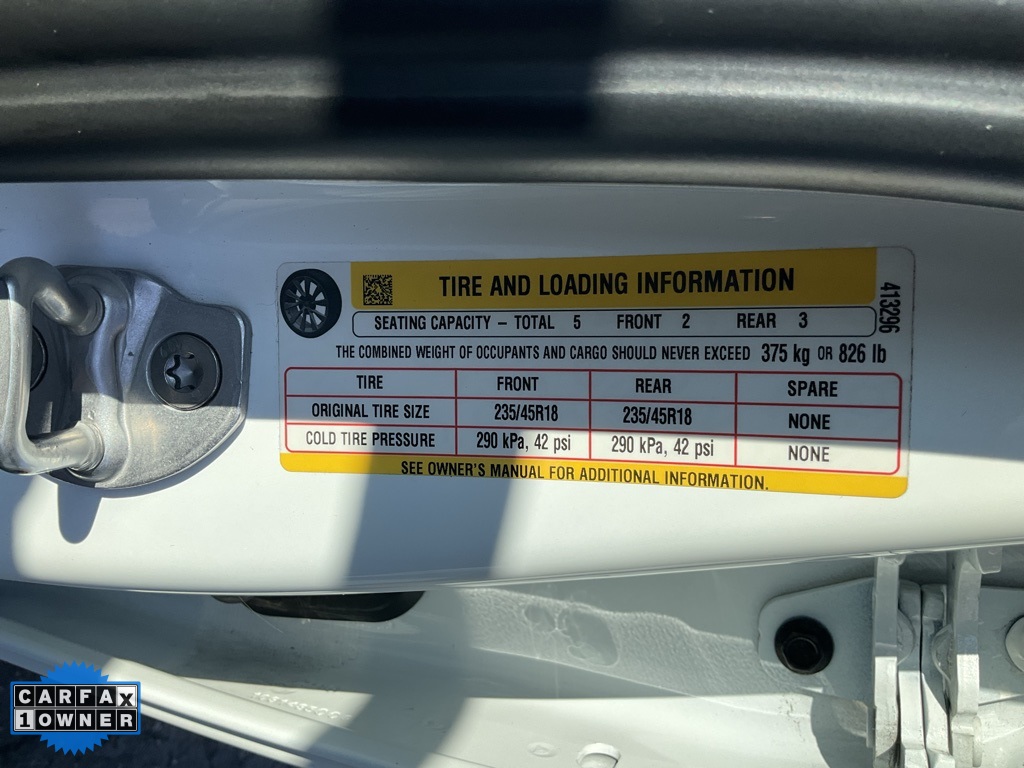 TIRE AND LOADING INFORMATION
413296
SEATING CAPACITY – TOTAL 5 FRONT 2 REAR 3
THE COMBINED WEIGHT OF OCCUPANTS AND CARGO SHOULD NEVER EXCEED 375 kg OR 826 lb
TIRE FRONT REAR SPARE
ORIGINAL TIRE SIZE 235/45R18 235/45R18 NONE
COLD TIRE PRESSURE 290 kPa, 42 psi 290 kPa, 42 psi NONE
SEE OWNER'S MANUAL FOR ADDITIONAL INFORMATION.
CARFAX
1 OWNER